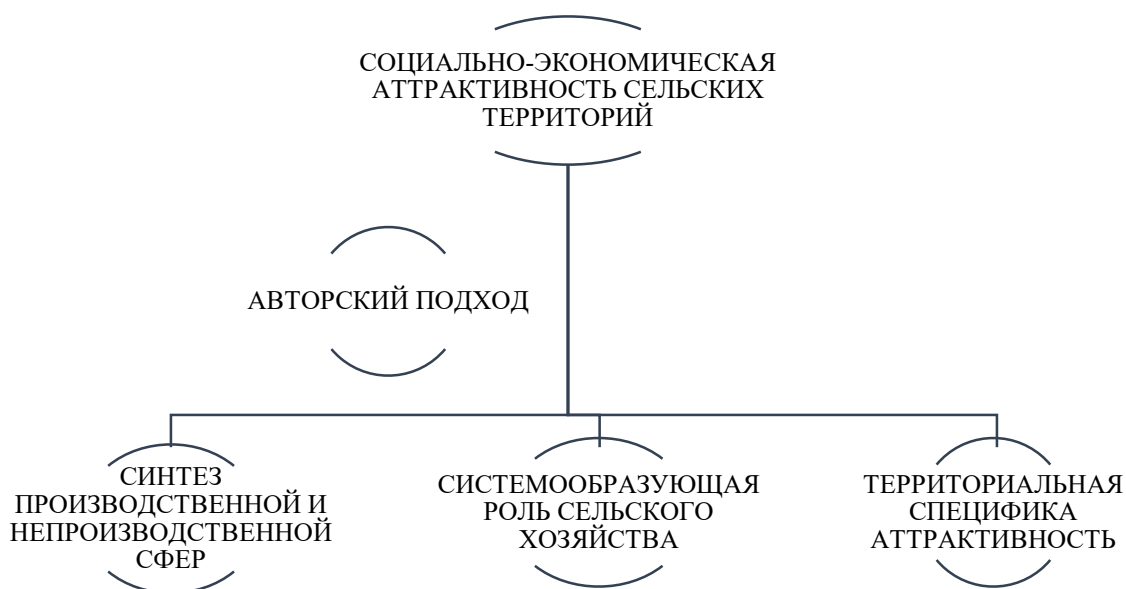 СОЦИАЛЬНО-ЭКОНОМИЧЕСКАЯ
АТТРАКТИВНОСТЬ СЕЛЬСКИХ
ТЕРРИТОРИЙ
АВТОРСКИЙ ПОДХОД
СИНТЕЗ
ПРОИЗВОДСТВЕННОЙ И
НЕПРОИЗВОДСТВЕННОЙ
СФЕР
СИСТЕМООБРАЗУЮЩАЯ
РОЛЬ СЕЛЬСКОГО
ХОЗЯЙСТВА
ТЕРРИТОРИАЛЬНАЯ
СПЕЦИФИКА
АТТРАКТИВНОСТЬ